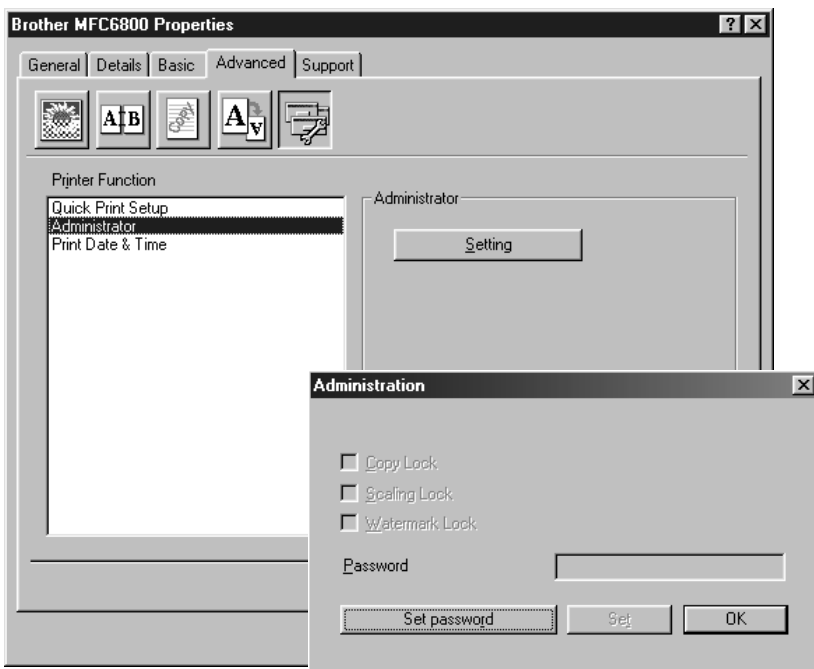 Brother MFC6800 Properties
General Details Basic Advanced Support
A B Copy A A
Printer Function
Quick Print Setup
Administrator
Print Date & Time
Administrator
Setting
Administration
Copy Lock
Scaling Lock
Watermark Lock
Password
Set password Set OK